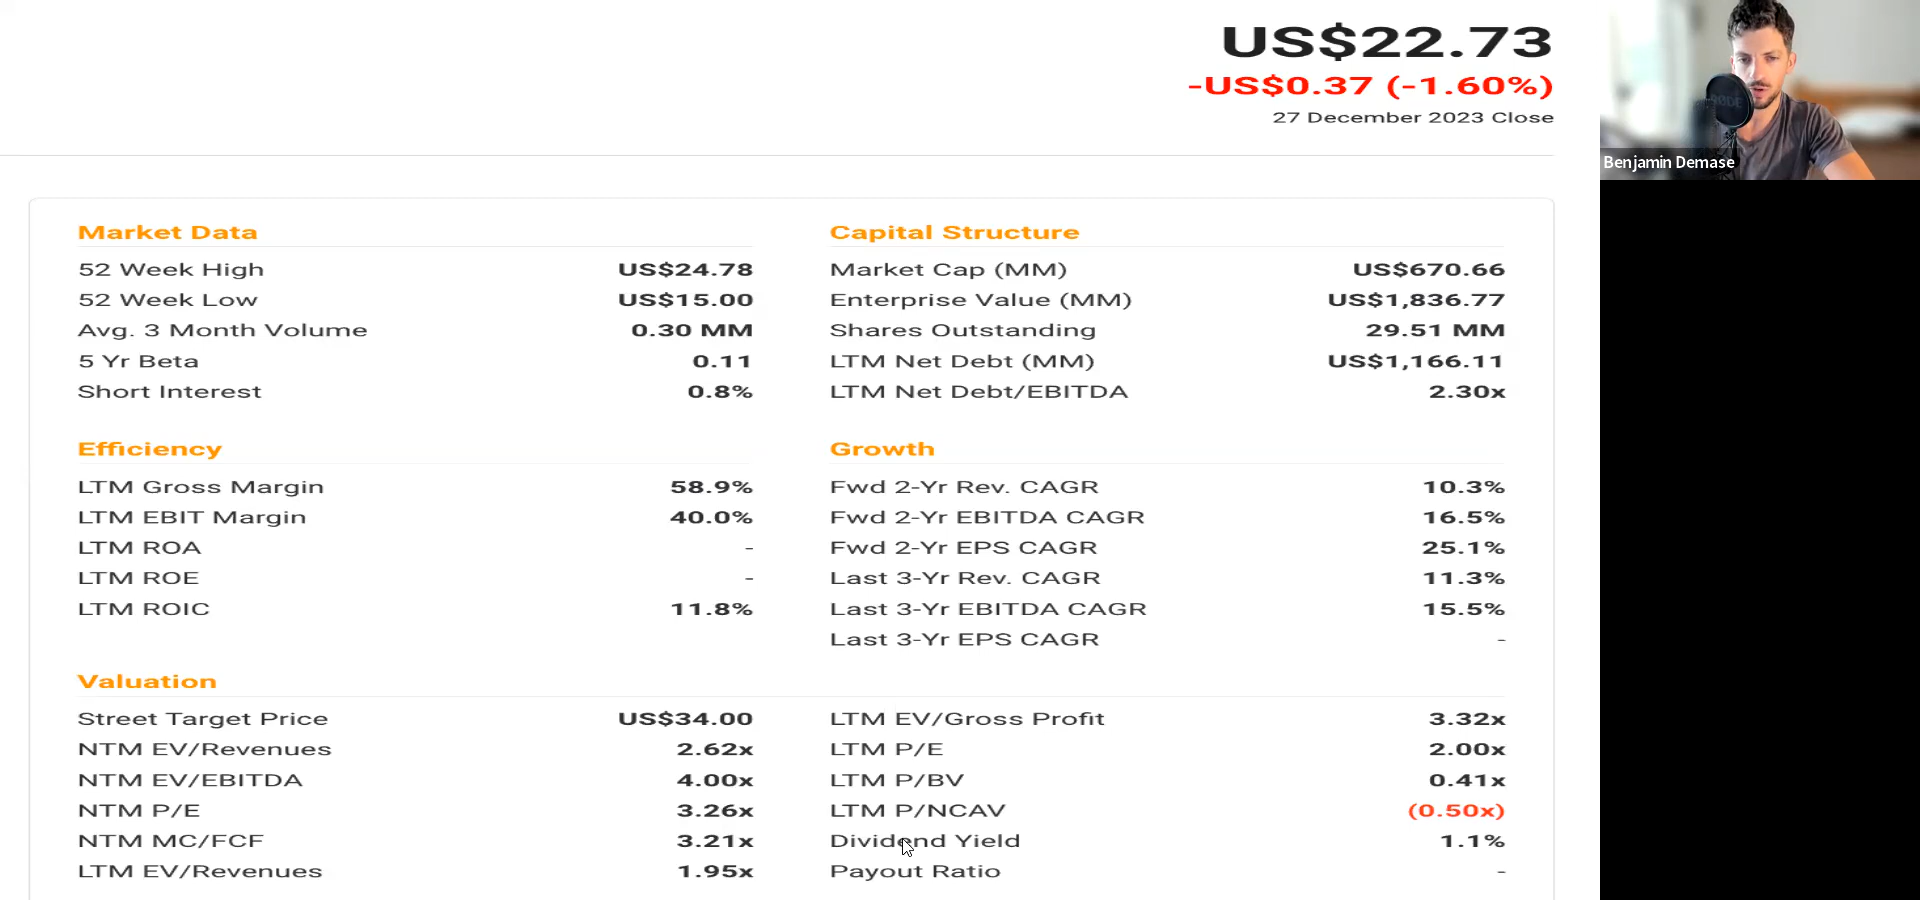 US$22.73
-US$0.37 (-1.60%)
27 December 2023 Close
RODE
Benjamin Demase
Market Data
52 Week High US$24.78
52 Week Low US$15.00
Avg. 3 Month Volume 0.30 MM
5 Yr Beta 0.11
Short Interest 0.8%
Capital Structure
Market Cap (MM) US$670.66
Enterprise Value (MM) US$1,836.77
Shares Outstanding 29.51 MM
LTM Net Debt (MM) US$1,166.11
LTM Net Debt/EBITDA 2.30x
Efficiency
LTM Gross Margin 58.9%
LTM EBIT Margin 40.0%
LTM ROA -
LTM ROE -
LTM ROIC 11.8%
Growth
Fwd 2-Yr Rev. CAGR 10.3%
Fwd 2-Yr EBITDA CAGR 16.5%
Fwd 2-Yr EPS CAGR 25.1%
Last 3-Yr Rev. CAGR 11.3%
Last 3-Yr EBITDA CAGR 15.5%
Last 3-Yr EPS CAGR -
Valuation
Street Target Price US$34.00
NTM EV/Revenues 2.62x
NTM EV/EBITDA 4.00x
NTM P/E 3.26x
NTM MC/FCF 3.21x
LTM EV/Revenues 1.95x
LTM EV/Gross Profit 3.32x
LTM P/E 2.00x
LTM P/BV 0.41x
LTM P/NCAV (0.50x)
Dividend Yield 1.1%
Payout Ratio -